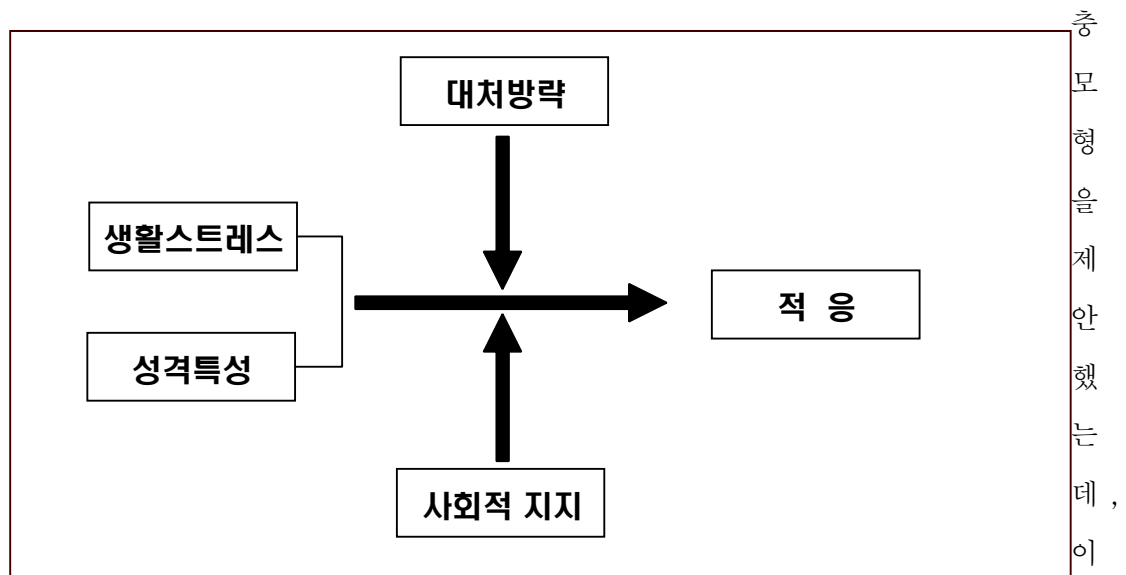 대처방략
생활스트레스
적 응
성격특성
사회적 지지
충
모
형
을
제
안
했
는
데 ,
이